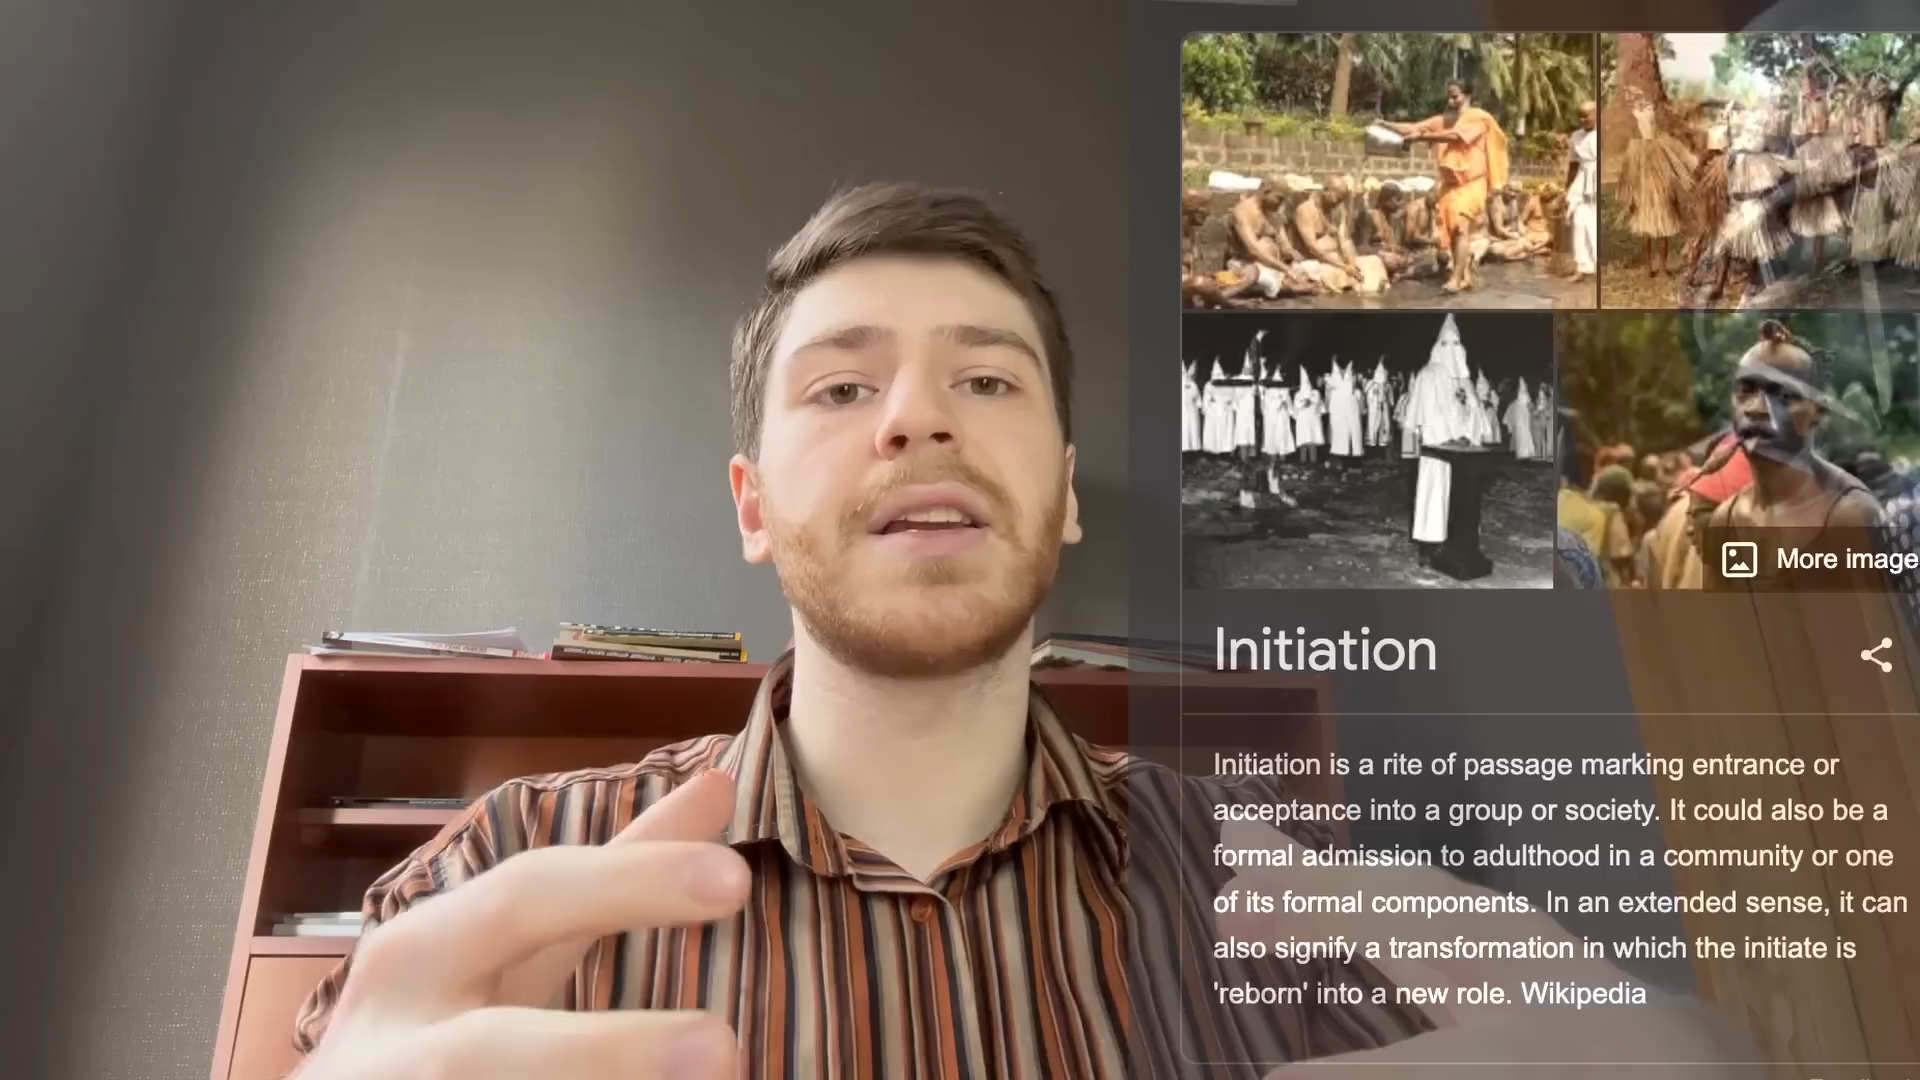 More image
Initiation
Initiation is a rite of passage marking entrance or
acceptance into a group or society. It could also be a
formal admission to adulthood in a community or one
of its formal components. In an extended sense, it can
also signify a transformation in which the initiate is
'reborn' into a new role. Wikipedia